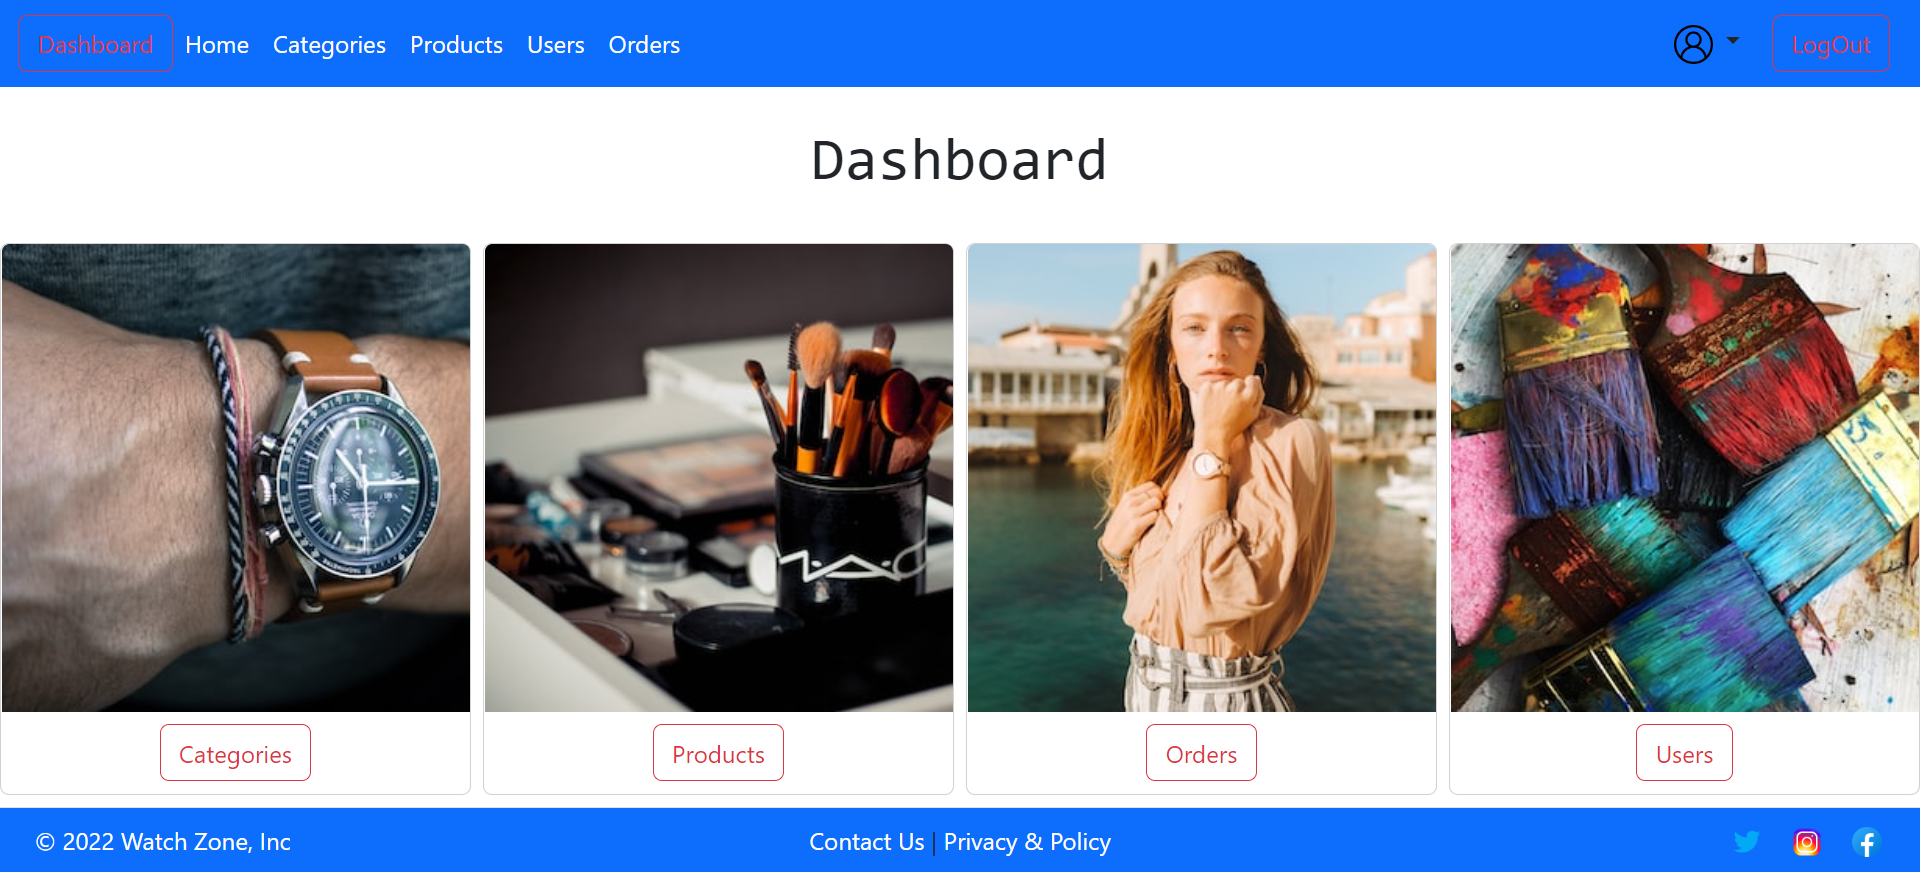 Dashboard Home Categories Products Users Orders LogOut
Dashboard
MAC
Categories Products Orders Users
© 2022 Watch Zone, Inc Contact Us | Privacy & Policy